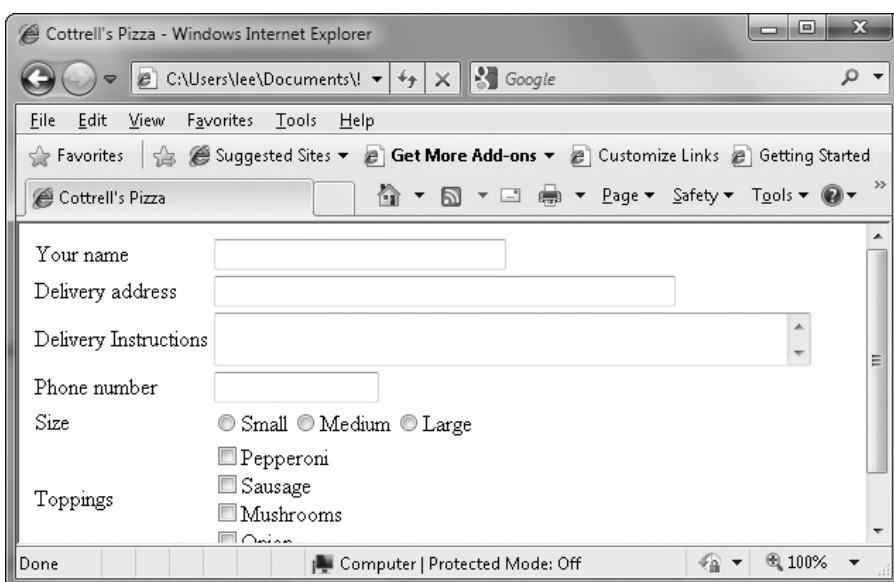 Cottrell's Pizza - Windows Internet Explorer
C:\Users\lee\Documents\! Google
File Edit View Favorites Tools Help
Favorites Suggested Sites Get More Add-ons Customize Links Getting Started
Cottrell's Pizza Page Safety Tools
Your name
Delivery address
Delivery Instructions
Phone number
Size Small Medium Large
Pepperoni
Sausage
Toppings
Mushrooms
Done Computer | Protected Mode: Off 100%